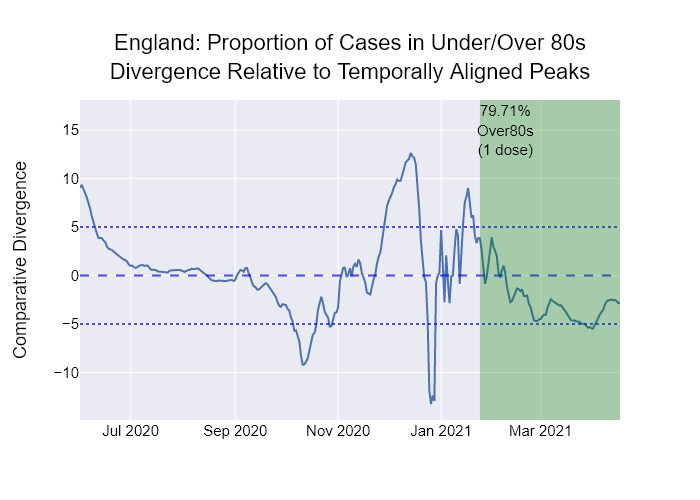 England: Proportion of Cases in Under/Over 80s
Divergence Relative to Temporally Aligned Peaks
79.71%
Over80s
(1 dose)
Comparative Divergence
15
10
5
0
−5
−10
Jul 2020
Sep 2020
Nov 2020
Jan 2021
Mar 2021